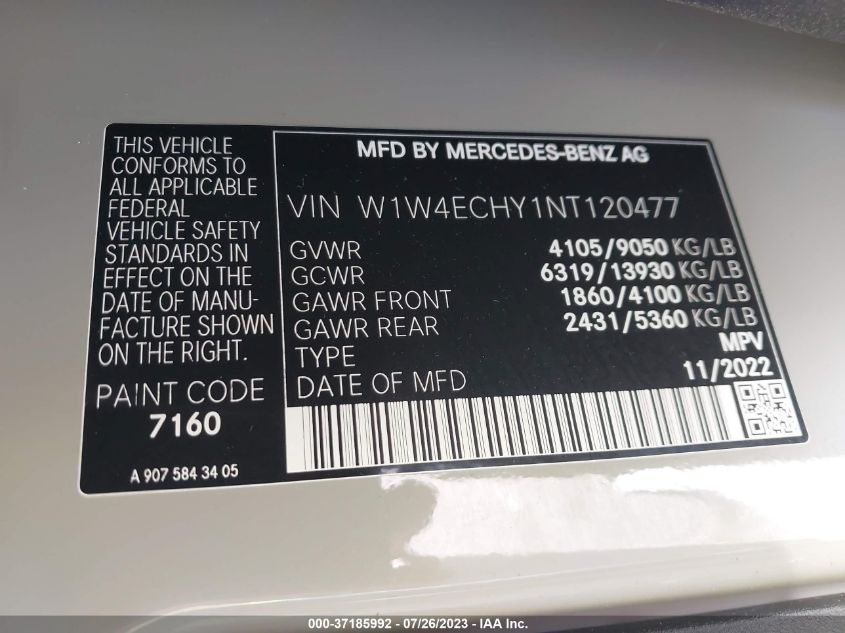 THIS VEHICLE
CONFORMS TO
ALL APPLICABLE
FEDERAL
VEHICLE SAFETY
STANDARDS IN
EFFECT ON THE
DATE OF MANU-
FACTURE SHOWN
ON THE RIGHT.
PAINT CODE
7160
A 907 584 34 05
MFD BY MERCEDES-BENZ AG
VIN W1W4ECHY1NT120477
GVWR 4105/9050 KG/LB
GCWR 6319/13930 KG/LB
GAWR FRONT 1860/4100 KG/LB
GAWR REAR 2431/5360 KG/LB
TYPE MPV
DATE OF MFD 11/2022
000-37185992 - 07/26/2023 - IAA Inc.